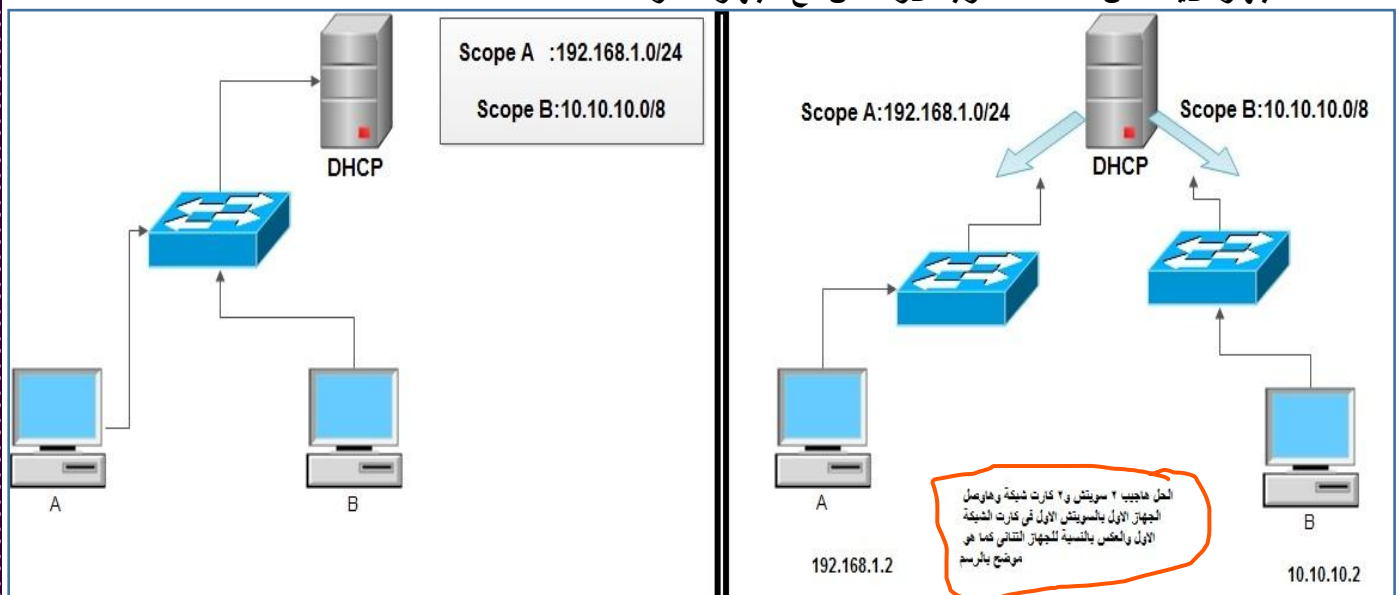 Scope A :192.168.1.0/24
Scope B:10.10.10.0/8
DHCP
A
B
Scope A:192.168.1.0/24
Scope B:10.10.10.0/8
DHCP
A
192.168.1.2
الحل هاجيب ٢ سويتش و٢ كارت شبكة وهاوصل
الجهاز الاول بالسويتش الاول في كارت الشبكة
الاول والعكس بالنسبة للجهاز التاني كما هو
موضح بالرسم
B
10.10.10.2